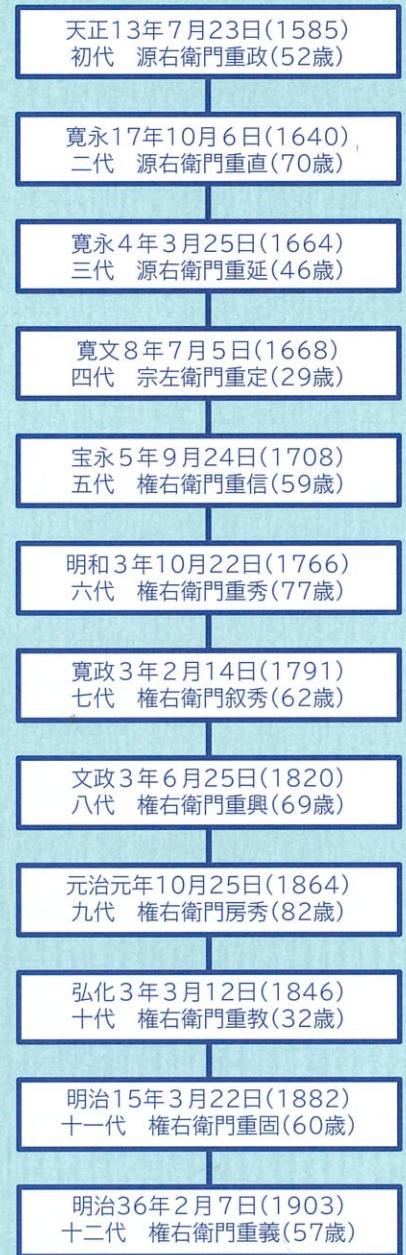 天正13年７月23日(1585)
初代　源右衛門重政(52歳)
寛永17年10月６日(1640)
二代　源右衛門重直(70歳)
寛永４年３月25日(1664)
三代　源右衛門重延(46歳)
寛文８年７月５日(1668)
四代　宗左衛門重定(29歳)
宝永５年９月24日(1708)
五代　権右衛門重信(59歳)
明和３年10月22日(1766)
六代　権右衛門重秀(77歳)
寛政３年２月14日(1791)
七代　権右衛門叙秀(62歳)
文政３年６月25日(1820)
八代　権右衛門重興(69歳)
元治元年10月25日(1864)
九代　権右衛門房秀(82歳)
弘化３年３月12日(1846)
十代　権右衛門重教(32歳)
明治15年３月22日(1882)
十一代　権右衛門重固(60歳)
明治36年２月７日(1903)
十二代　権右衛門重義(57歳)